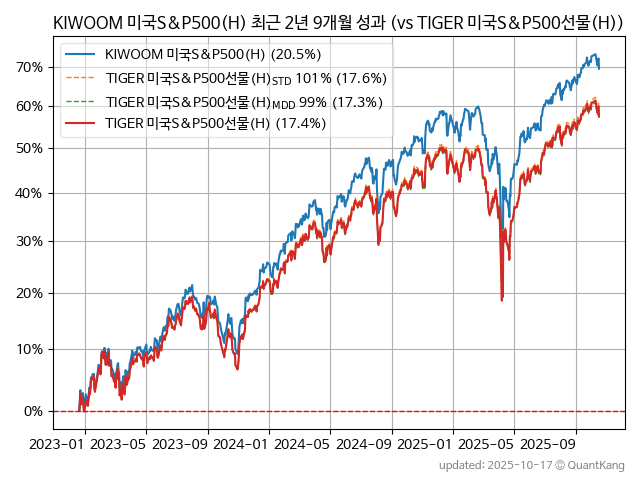 KIWOOM 미국S&P500(H) 최근 2년 9개월 성과 (vs TIGER 미국S&P500선물(H))
KIWOOM 미국S&P500(H) (20.5%)
TIGER 미국S&P500선물(H)STD 101% (17.6%)
TIGER 미국S&P500선물(H)MDD 99% (17.3%)
TIGER 미국S&P500선물(H) (17.4%)
70%
60%
50%
40%
30%
20%
10%
0%
2023-01 2023-05 2023-09 2024-01 2024-05 2024-09 2025-01 2025-05 2025-09
updated: 2025-10-17 © QuantKang